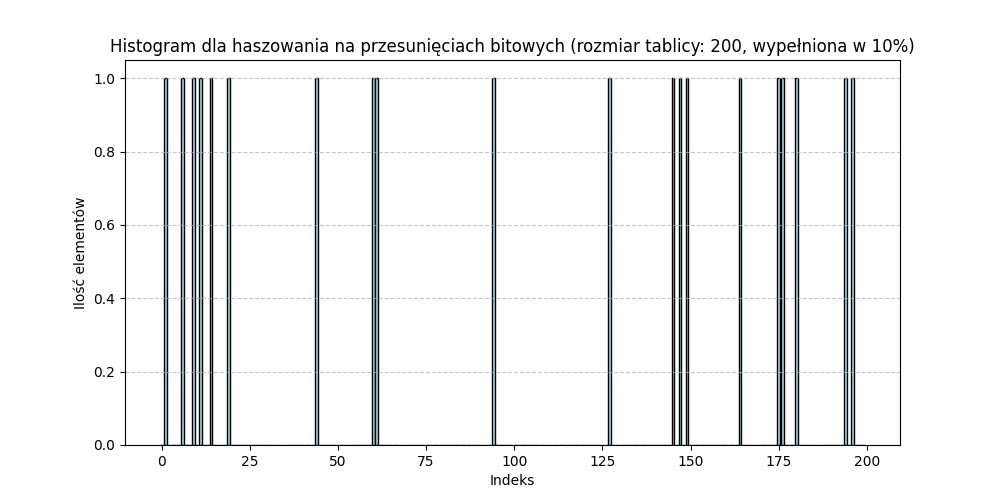 Histogram dla haszowania na przesunięciach bitowych (rozmiar tablicy: 200, wypełniona w 10%)
1.0
0.8
0.6
0.4
0.2
0.0
Ilość elementów
0 25 50 75 100 125 150 175 200
Indeks